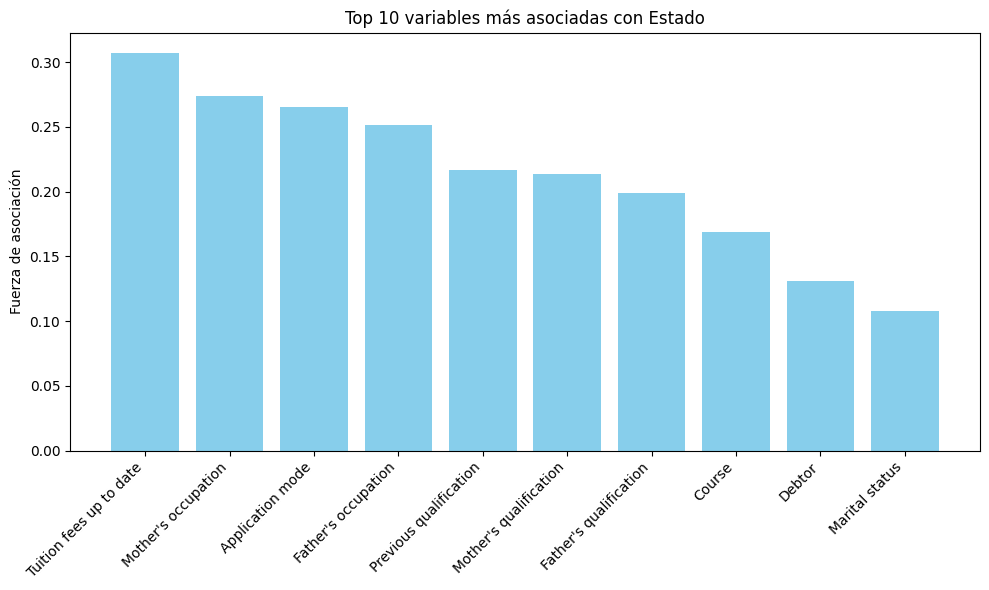 Top 10 variables más asociadas con Estado
Fuerza de asociación
0.30
0.25
0.20
0.15
0.10
0.05
0.00
Tuition fees up to date
Mother's occupation
Application mode
Father's occupation
Previous qualification
Mother's qualification
Father's qualification
Course
Debtor
Marital status